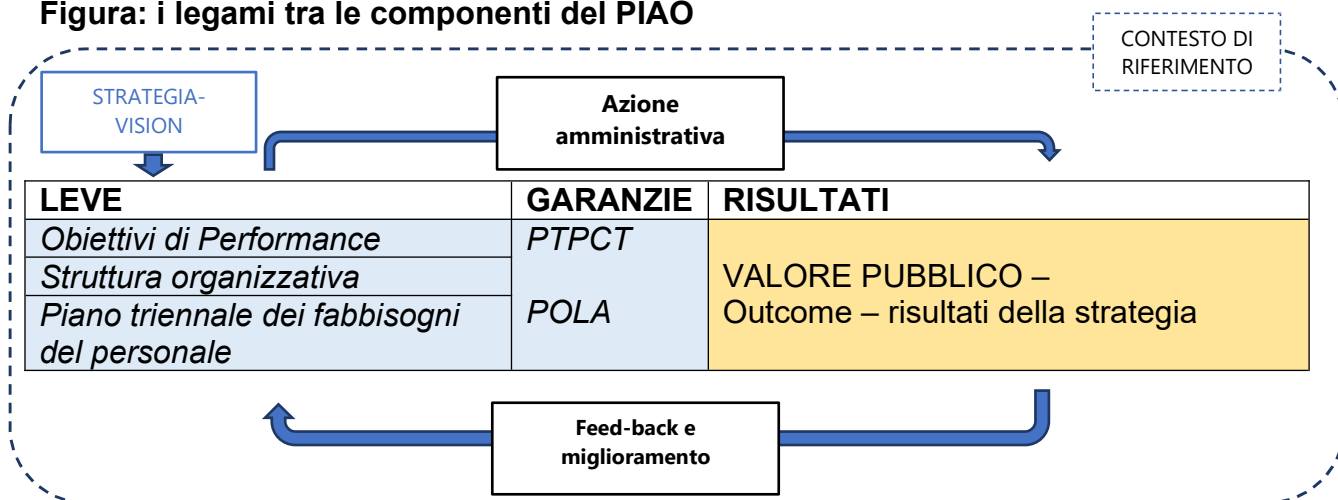 Figura: i legami tra le componenti del PIAO
CONTESTO DI
RIFERIMENTO
STRATEGIA-
VISION
Azione
amministrativa
LEVE
GARANZIE
RISULTATI
Obiettivi di Performance
PTPCT
Struttura organizzativa
VALORE PUBBLICO –
Piano triennale dei fabbisogni
del personale
POLA
Outcome – risultati della strategia
Feed-back e
miglioramento